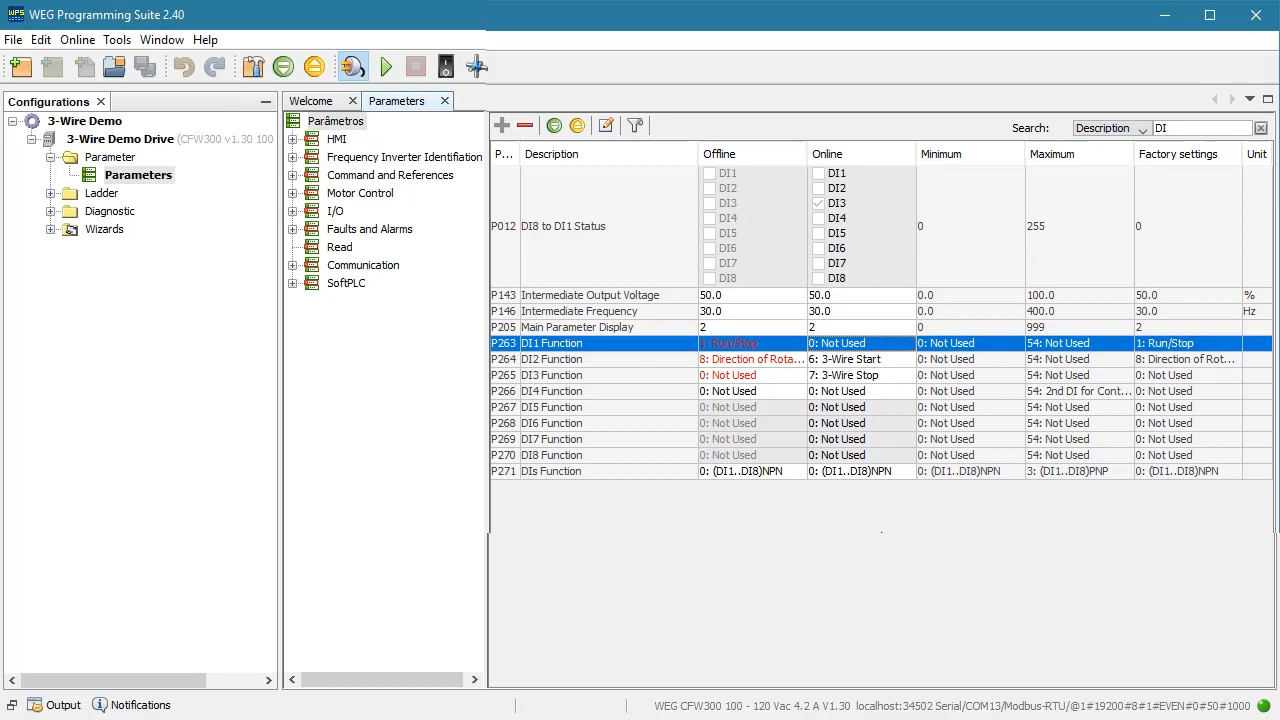 WEG Programming Suite 2.40
File Edit Online Tools Window Help
Configurations
3-Wire Demo
3-Wire Demo Drive (CFW300 v1.30 100
Parameter
Parameters
Ladder
Diagnostic
Wizards
Welcome Parameters
Parâmetros
HMI
Frequency Inverter Identifiation
Command and References
Motor Control
I/O
Faults and Alarms
Read
Communication
SoftPLC
Search: Description DI
P... Description Offline Online Minimum Maximum Factory settings Unit
DI1 DI1
DI2 DI2
DI3 DI3
DI4 DI4
P012 DI8 to DI1 Status 0 255 0
DI5 DI5
DI6 DI6
DI7 DI7
DI8 DI8
P143 Intermediate Output Voltage 50.0 50.0 0.0 100.0 50.0 %
P146 Intermediate Frequency 30.0 30.0 0.0 400.0 30.0 Hz
P205 Main Parameter Display 2 2 0 999 2
P263 DI1 Function 1: Run/Stop 0: Not Used 0: Not Used 54: Not Used 1: Run/Stop
P264 DI2 Function 8: Direction of Rota... 6: 3-Wire Start 0: Not Used 54: Not Used 8: Direction of Rot...
P265 DI3 Function 0: Not Used 7: 3-Wire Stop 0: Not Used 54: Not Used 0: Not Used
P266 DI4 Function 0: Not Used 0: Not Used 0: Not Used 54: 2nd DI for Cont... 0: Not Used
P267 DI5 Function 0: Not Used 0: Not Used 0: Not Used 54: Not Used 0: Not Used
P268 DI6 Function 0: Not Used 0: Not Used 0: Not Used 54: Not Used 0: Not Used
P269 DI7 Function 0: Not Used 0: Not Used 0: Not Used 54: Not Used 0: Not Used
P270 DI8 Function 0: Not Used 0: Not Used 0: Not Used 54: Not Used 0: Not Used
P271 DIs Function 0: (DI1..DI8)NPN 0: (DI1..DI8)NPN 0: (DI1..DI8)NPN 3: (DI1..DI8)PNP 0: (DI1..DI8)NPN
Output Notifications
WEG CFW300 100 - 120 Vac 4.2 A V1.30 localhost:34502 Serial/COM13/Modbus-RTU/@1#19200#8#1#EVEN#0#50#1000